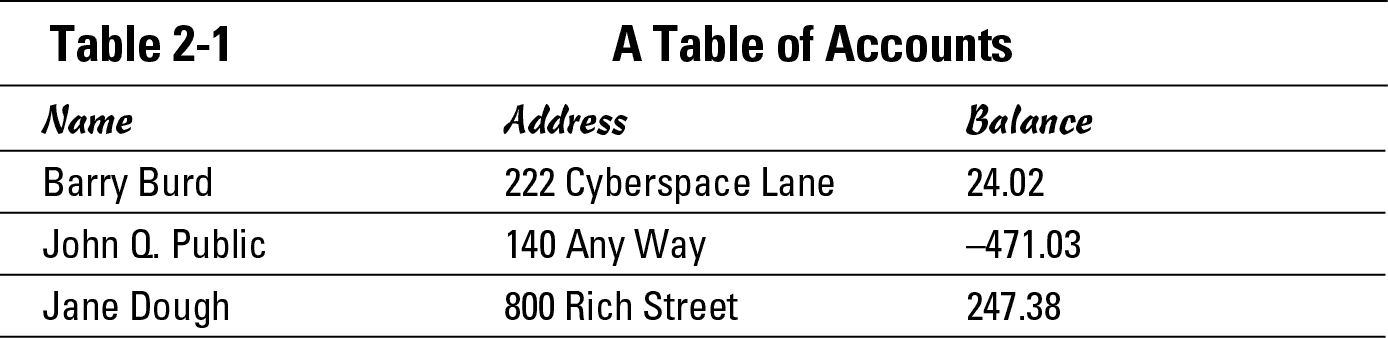 Table 2-1 A Table of Accounts
Name Address Balance
Barry Burd 222 Cyberspace Lane 24.02
John Q. Public 140 Any Way –471.03
Jane Dough 800 Rich Street 247.38